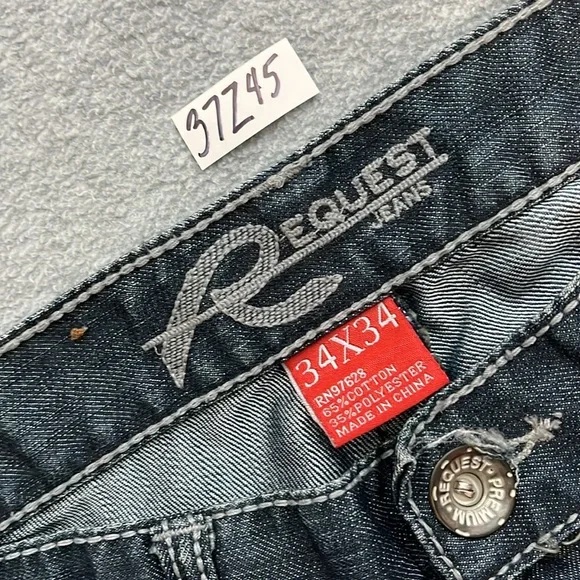 37Z45
REQUEST
JEANS
34X34
RN97628
65%COTTON
35%POLYESTER
MADE IN CHINA
REQUEST • PREMIUM •